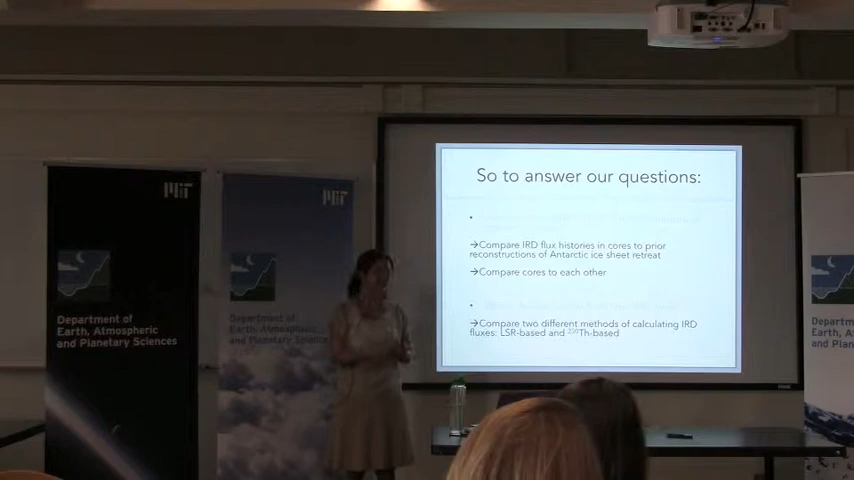 So to answer our questions:
→Compare IRD flux histories in cores to prior
reconstructions of Antarctic ice sheet retreat
→Compare cores to each other
→Compare two different methods of calculating IRD
fluxes: LSR-based and ²³⁰Th-based
MIT
Department of
Earth, Atmospheric
and Planetary Sciences
MIT
Department of
Earth, Atmospheric
and Planetary Sciences
Department
Earth, Atm
and Plane